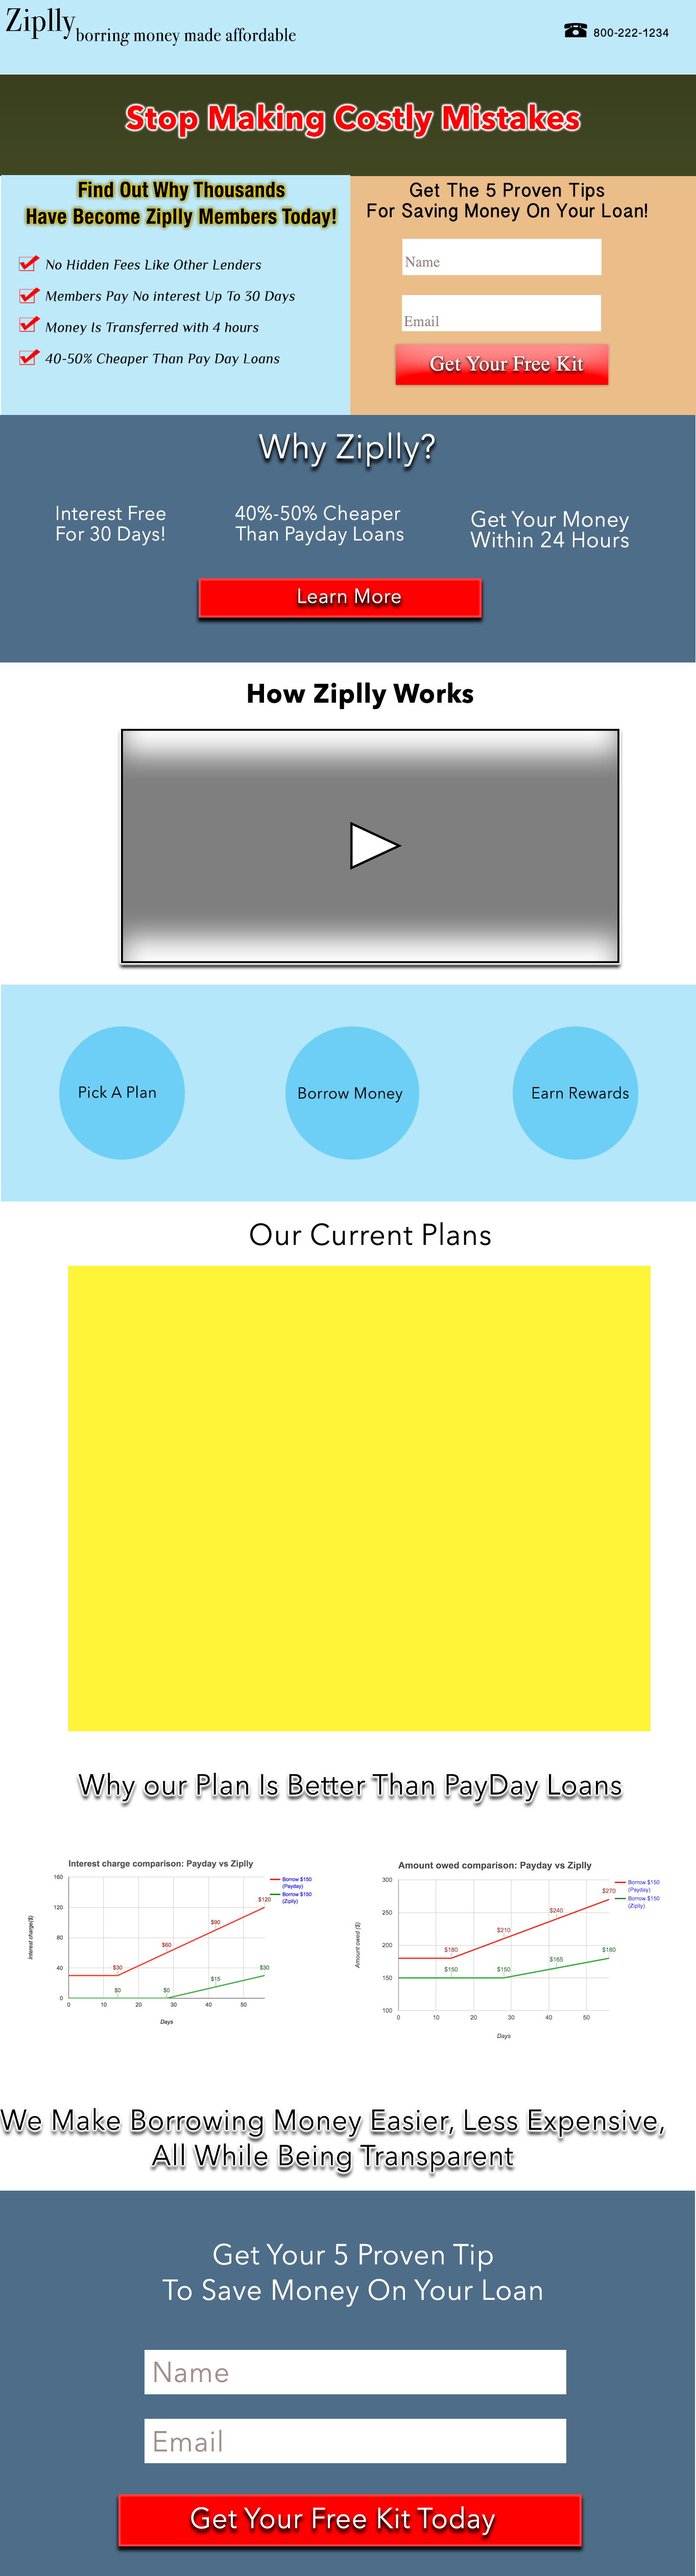 Ziplly
borring money made affordable
800-222-1234
Stop Making Costly Mistakes
Find Out Why Thousands
Have Become Ziplly Members Today!
No Hidden Fees Like Other Lenders
Members Pay No interest Up To 30 Days
Money Is Transferred with 4 hours
40-50% Cheaper Than Pay Day Loans
Get The 5 Proven Tips
For Saving Money On Your Loan!
Name
Email
Get Your Free Kit
Why Ziplly?
Interest Free
For 30 Days!
40%-50% Cheaper
Than Payday Loans
Get Your Money
Within 24 Hours
Learn More
How Ziplly Works
Pick A Plan
Borrow Money
Earn Rewards
Our Current Plans
Why our Plan Is Better Than PayDay Loans
Interest charge comparison: Payday vs Ziplly
Interest charge($)
160
120
80
40
0
0 10 20 30 40 50
Days
$30
$60
$90
$120
$0
$0
$15
$30
Borrow $150
(Payday)
Borrow $150
(Ziplly)
Amount owed comparison: Payday vs Ziplly
Amount owed ($)
300
250
200
150
100
0 10 20 30 40 50
Days
$180
$210
$240
$270
$150
$150
$165
$180
Borrow $150
(Payday)
Borrow $150
(Ziplly)
We Make Borrowing Money Easier, Less Expensive,
All While Being Transparent
Get Your 5 Proven Tip
To Save Money On Your Loan
Name
Email
Get Your Free Kit Today